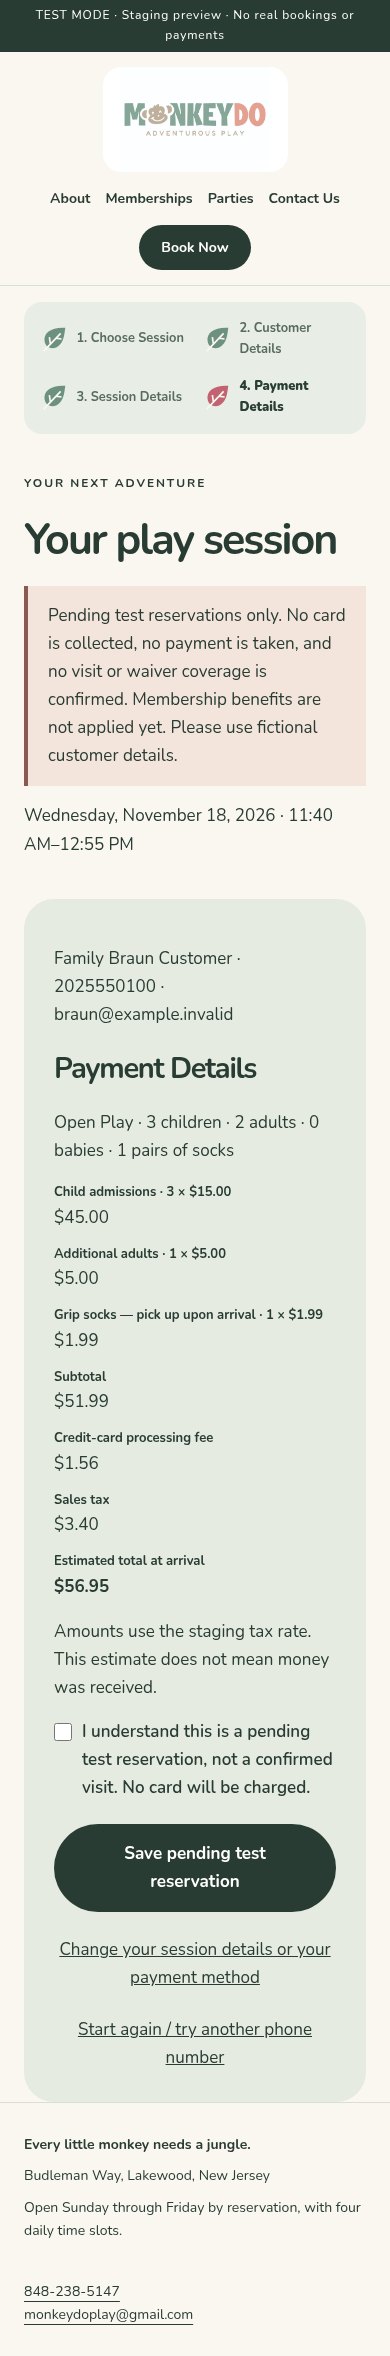 TEST MODE · Staging preview · No real bookings or
payments
MONKEYDO
ADVENTUROUS PLAY
About Memberships Parties Contact Us
Book Now
1. Choose Session
2. Customer
Details
3. Session Details
4. Payment
Details
YOUR NEXT ADVENTURE
Your play session
Pending test reservations only. No card
is collected, no payment is taken, and
no visit or waiver coverage is
confirmed. Membership benefits are
not applied yet. Please use fictional
customer details.
Wednesday, November 18, 2026 · 11:40
AM–12:55 PM
Family Braun Customer ·
2025550100 ·
braun@example.invalid
Payment Details
Open Play · 3 children · 2 adults · 0
babies · 1 pairs of socks
Child admissions · 3 × $15.00
$45.00
Additional adults · 1 × $5.00
$5.00
Grip socks — pick up upon arrival · 1 × $1.99
$1.99
Subtotal
$51.99
Credit-card processing fee
$1.56
Sales tax
$3.40
Estimated total at arrival
$56.95
Amounts use the staging tax rate.
This estimate does not mean money
was received.
I understand this is a pending
test reservation, not a confirmed
visit. No card will be charged.
Save pending test
reservation
Change your session details or your
payment method
Start again / try another phone
number
Every little monkey needs a jungle.
Budleman Way, Lakewood, New Jersey
Open Sunday through Friday by reservation, with four
daily time slots.
848-238-5147
monkeydoplay@gmail.com